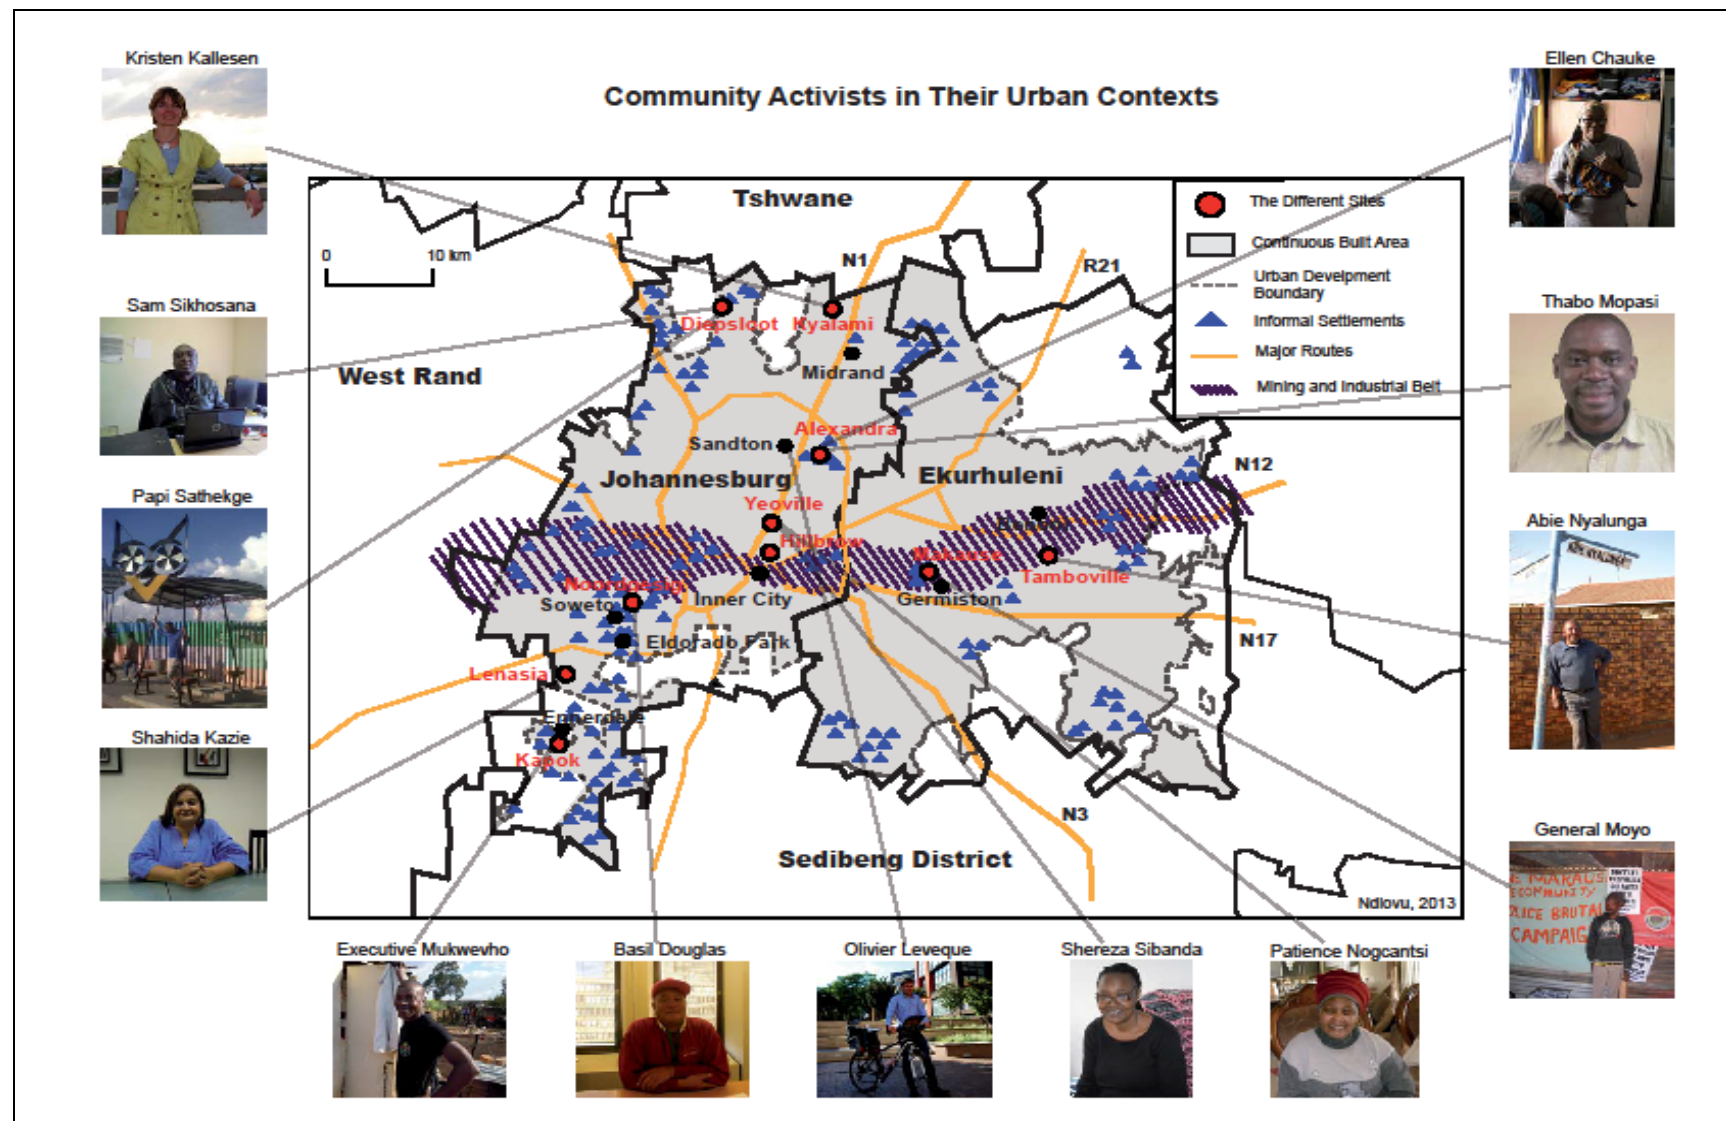 Kristen Kallesen
Ellen Chauke
Community Activists in Their Urban Contexts
Tshwane
The Different Sites
Continuous Built Area
Urban Develpment
Boundary
Informal Settlements
Major Routes
Mining and Industrial Belt
0 10 km
N1
R21
Sam Sikhosana
Thabo Mopasi
Diepsloot Kyalami
Midrand
West Rand
Alexandra
Sandton
Johannesburg
Ekurhuleni
N12
Papi Sathekge
Yeoville
Abie Nyalunga
Hillbrow
Makause
Tamboville
Noordgesig
Soweto
Inner City
Germiston
Eldorado Park
N17
Lenasia
Ennerdale
Kapok
Shahida Kazie
N3
General Moyo
Sedibeng District
Ndlovu, 2013
COMMUNITY
BRUTAL
CAMPAIG
Executive Mukwevho
Basil Douglas
Olivier Leveque
Shereza Sibanda
Patience Nogcantsi